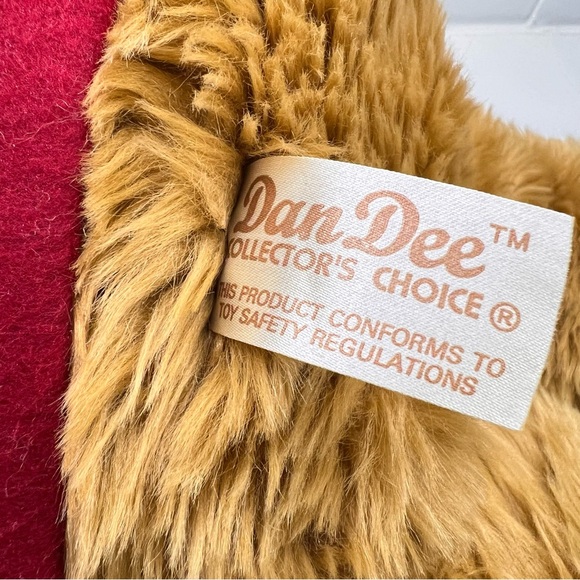 Dan Dee™
COLLECTOR'S CHOICE®
THIS PRODUCT CONFORMS TO
TOY SAFETY REGULATIONS